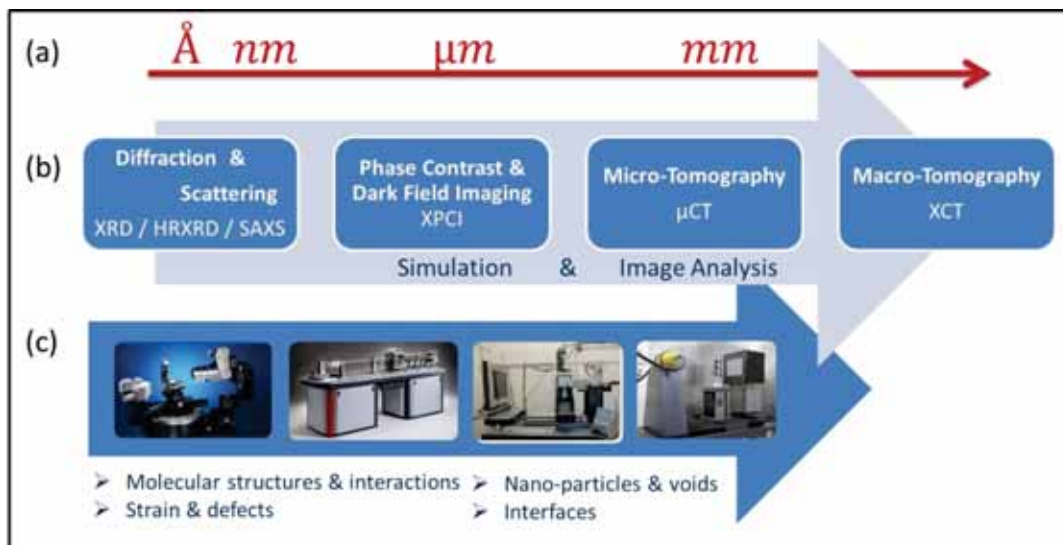 (a)
Å nm μm mm
(b)
Diffraction &
Scattering
XRD / HRXRD / SAXS
Phase Contrast &
Dark Field Imaging
XPCI
Micro-Tomography
μCT
Macro-Tomography
XCT
Simulation & Image Analysis
(c)
➢ Molecular structures & interactions
➢ Strain & defects
➢ Nano-particles & voids
➢ Interfaces